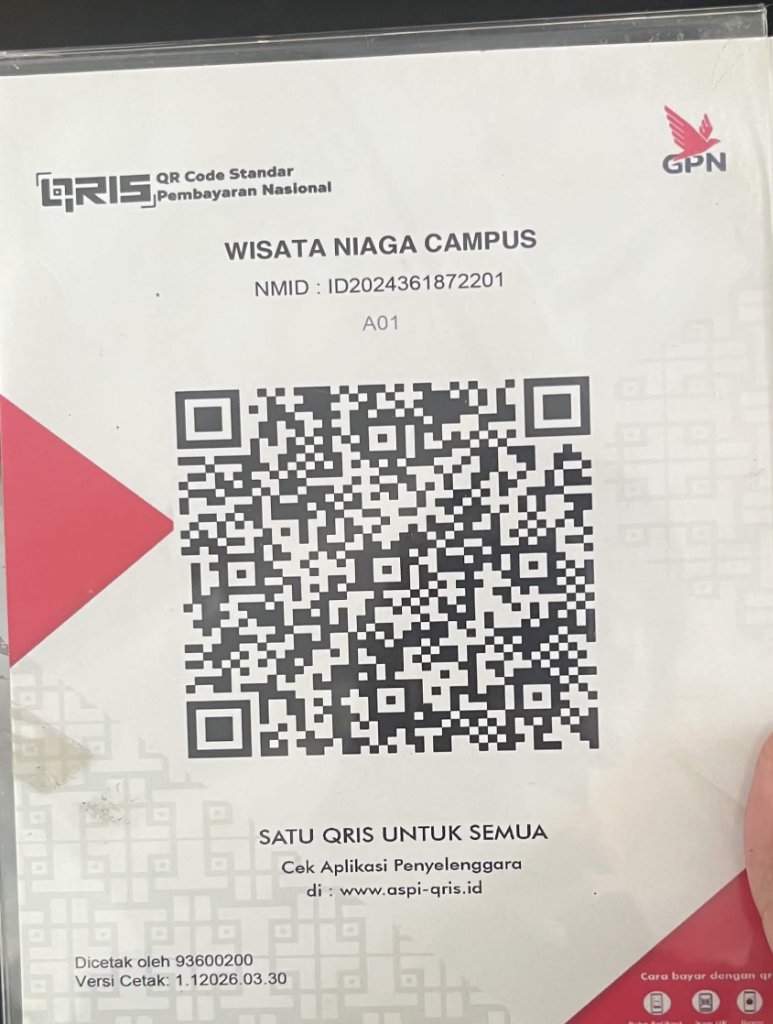 QRIS QR Code Standar
Pembayaran Nasional
GPN
WISATA NIAGA CAMPUS
NMID : ID2024361872201
A01
SATU QRIS UNTUK SEMUA
Cek Aplikasi Penyelenggara
di : www.aspi-qris.id
Dicetak oleh 93600200
Versi Cetak: 1.12026.03.30
Cara bayar dengan qr